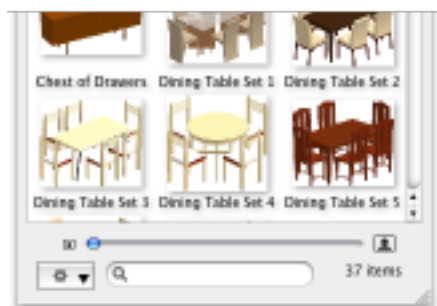 Chest of Drawers Dining Table Set 1 Dining Table Set 2
Dining Table Set 3 Dining Table Set 4 Dining Table Set 5
37 items